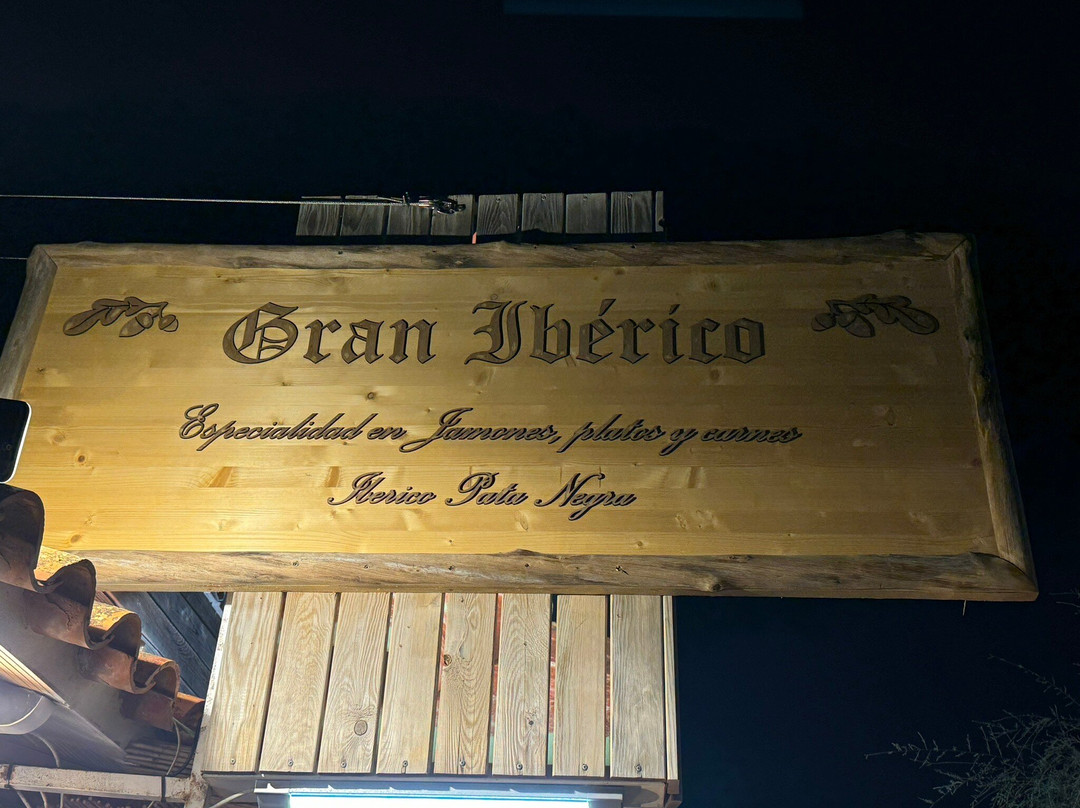 Gran Ibérico
Especialidad en Jamones, platos y carnes
Iberico Pata Negra